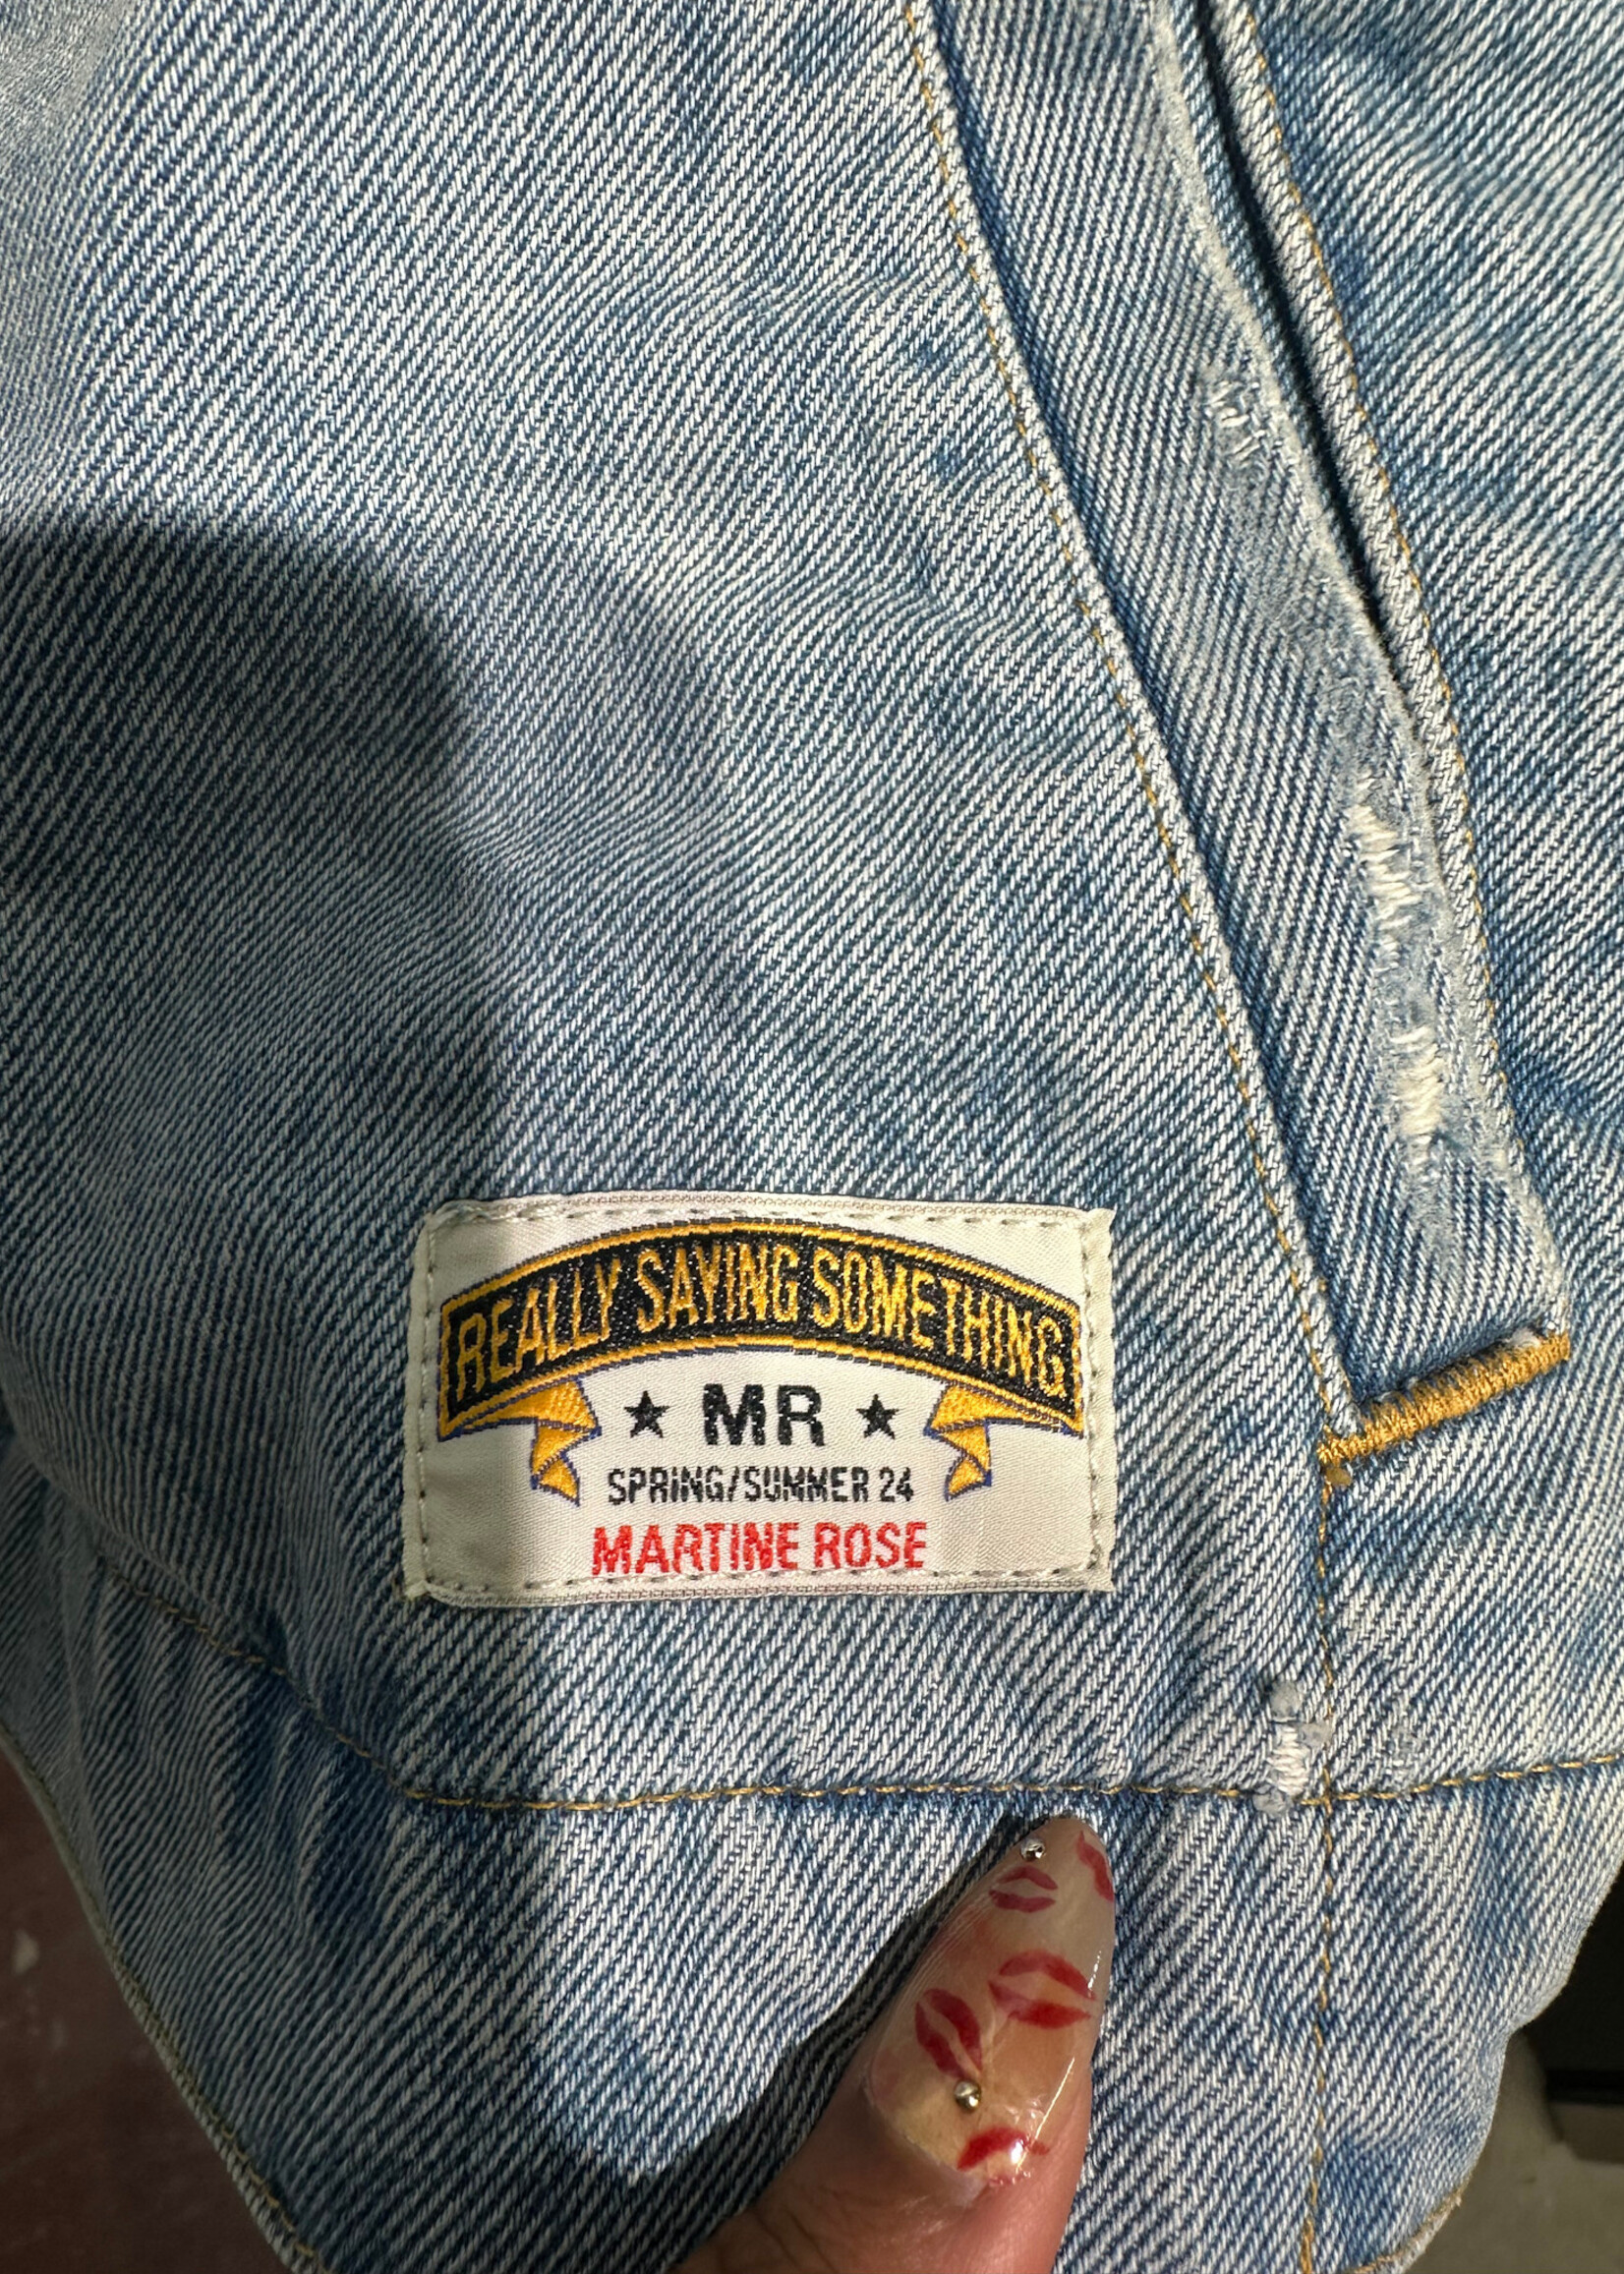 REALLY SAYING SOMETHING
★ MR ★
SPRING/SUMMER 24
MARTINE ROSE